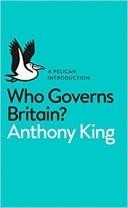 A PELICAN
INTRODUCTION
Who Governs
Britain?
Anthony King